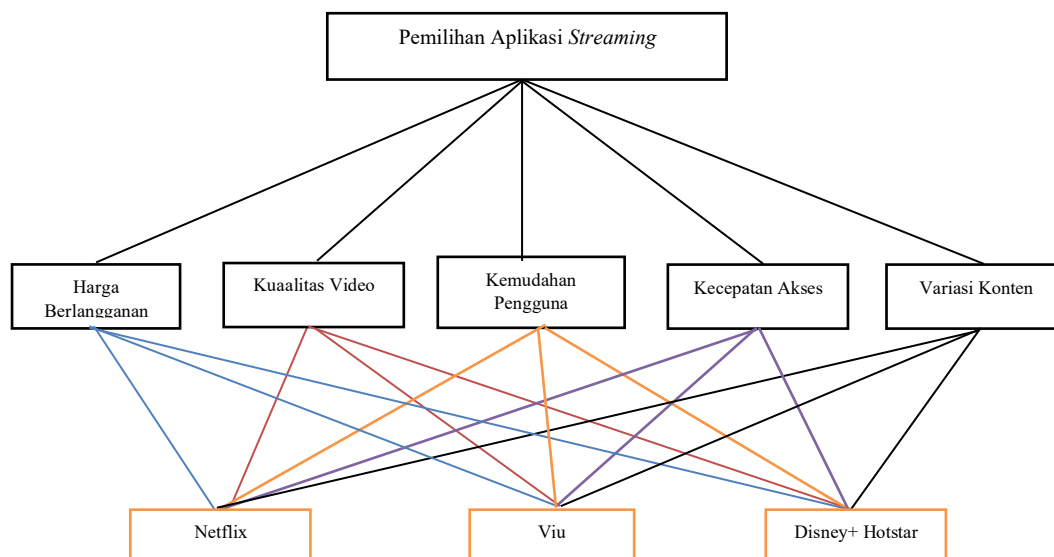 Pemilihan Aplikasi Streaming
Harga
Berlangganan
Kuaalitas Video
Kemudahan
Pengguna
Kecepatan Akses
Variasi Konten
Netflix
Viu
Disney+ Hotstar